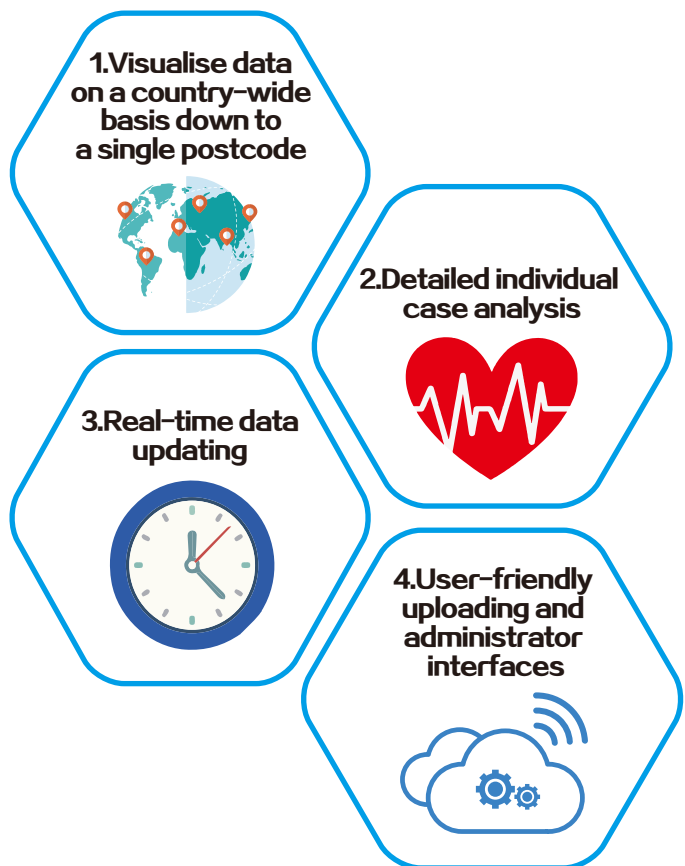 1.Visualise data
on a country-wide
basis down to
a single postcode
2.Detailed individual
case analysis
3.Real-time data
updating
4.User-friendly
uploading and
administrator
interfaces